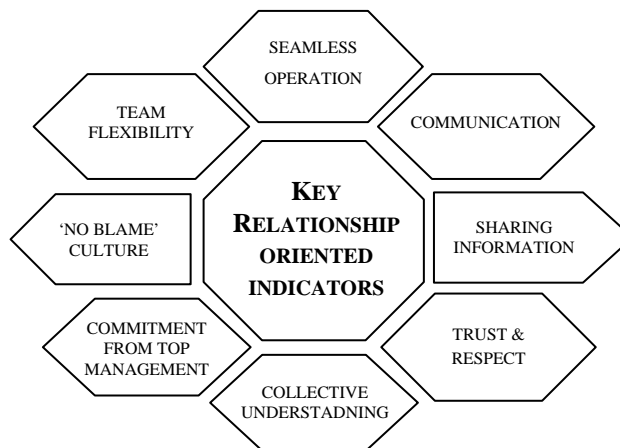 SEAMLESS
OPERATION
TEAM
FLEXIBILITY
COMMUNICATION
KEY
RELATIONSHIP
ORIENTED
INDICATORS
'NO BLAME'
CULTURE
SHARING
INFORMATION
COMMITMENT
FROM TOP
MANAGEMENT
TRUST &
RESPECT
COLLECTIVE
UNDERSTADNING